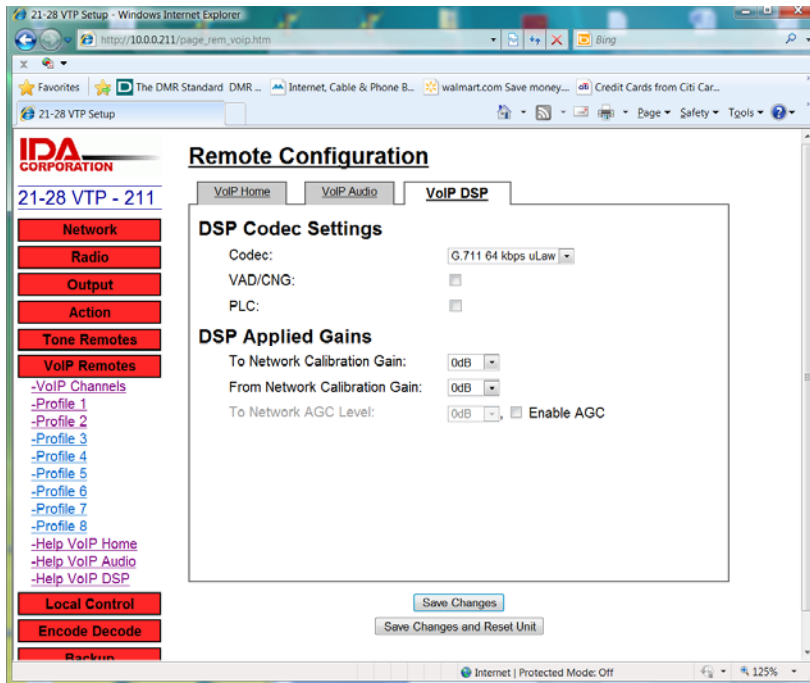 21-28 VTP Setup - Windows Internet Explorer
http://10.0.0.211/page_rem_voip.htm
Bing
x
Favorites The DMR Standard DMR ... Internet, Cable & Phone B... walmart.com Save money.... citi Credit Cards from Citi Car...
21-28 VTP Setup
Page Safety Tools
IDA
CORPORATION
21-28 VTP - 211
Network
Radio
Output
Action
Tone Remotes
VoIP Remotes
-VoIP Channels
-Profile 1
-Profile 2
-Profile 3
-Profile 4
-Profile 5
-Profile 6
-Profile 7
-Profile 8
-Help VoIP Home
-Help VoIP Audio
-Help VoIP DSP
Local Control
Encode Decode
Backup
Remote Configuration
VoIP Home VoIP Audio VoIP DSP
DSP Codec Settings
Codec: G.711 64 kbps uLaw
VAD/CNG:
PLC:
DSP Applied Gains
To Network Calibration Gain: 0dB
From Network Calibration Gain: 0dB
To Network AGC Level: 0dB , Enable AGC
Save Changes
Save Changes and Reset Unit
Internet | Protected Mode: Off 125%